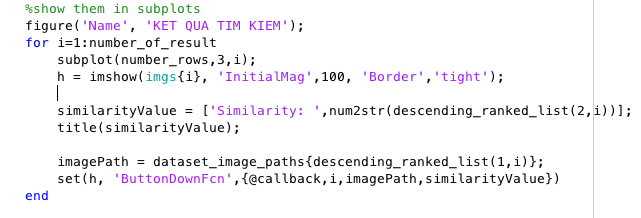 %show them in subplots
figure('Name', 'KET QUA TIM KIEM');
for i=1:number_of_result
subplot(number_rows,3,i);
h = imshow(imgs{i}, 'InitialMag',100, 'Border','tight');
similarityValue = ['Similarity: ',num2str(descending_ranked_list(2,i))];
title(similarityValue);
imagePath = dataset_image_paths{descending_ranked_list(1,i)};
set(h, 'ButtonDownFcn',{@callback,i,imagePath,similarityValue})
end